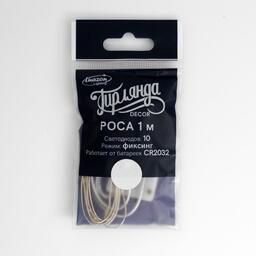 Гирлянда
DECOR
РОСА 1 м
Светодиодов: 10
Режим: фиксинг
Работает от батареек CR2032